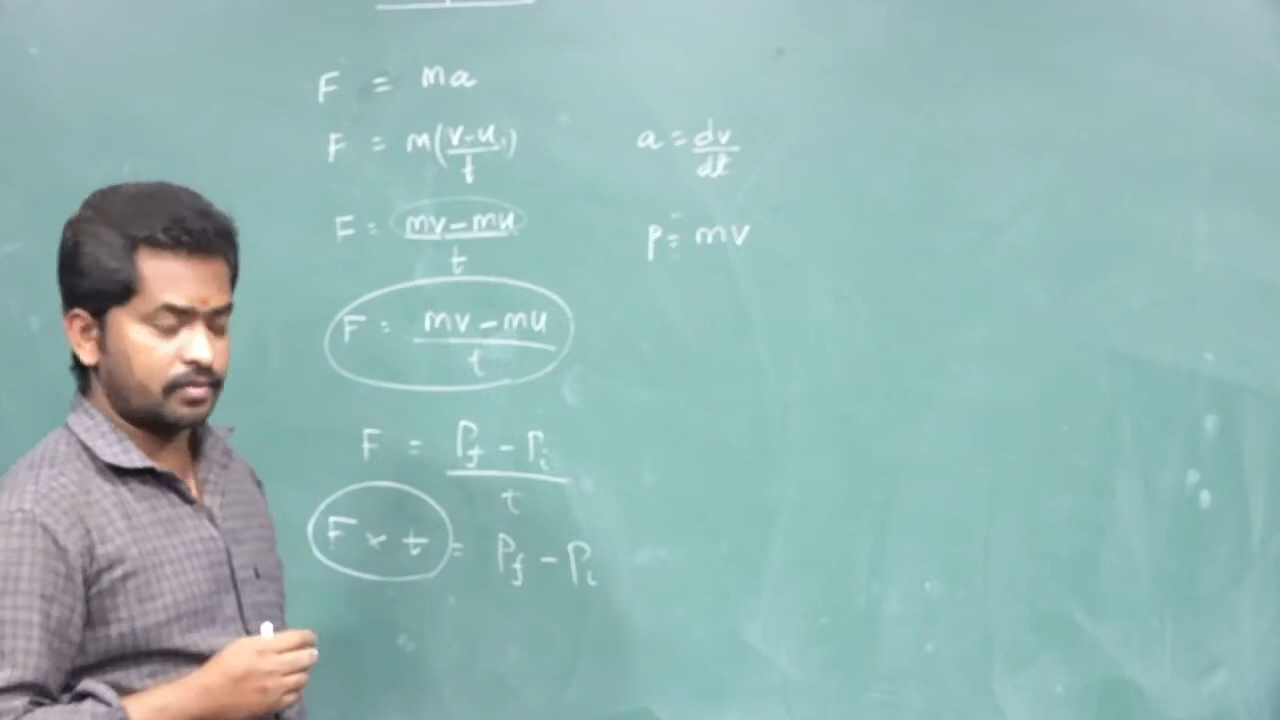 F = ma
F = m(v-u/t)
a = dv/dt
F = mv-mu/t
p = mv
F = mv-mu/t
F = Pf - Pi/t
F × t = Pf - Pi